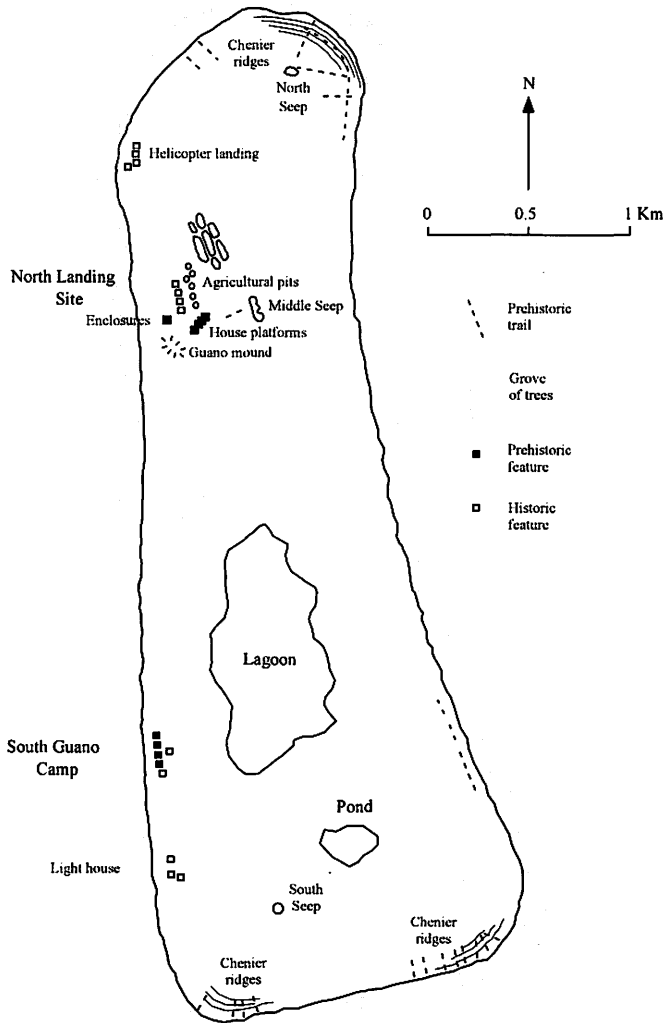 Chenier
ridges
North
Seep
N
Helicopter landing
0
0.5
1 Km
North Landing
Site
Agricultural pits
Middle Seep
Enclosures
House platforms
Guano mound
Prehistoric
trail
Grove
of trees
Prehistoric
feature
Historic
feature
Lagoon
South Guano
Camp
Pond
Light house
South
Seep
Chenier
ridges
Chenier
ridges